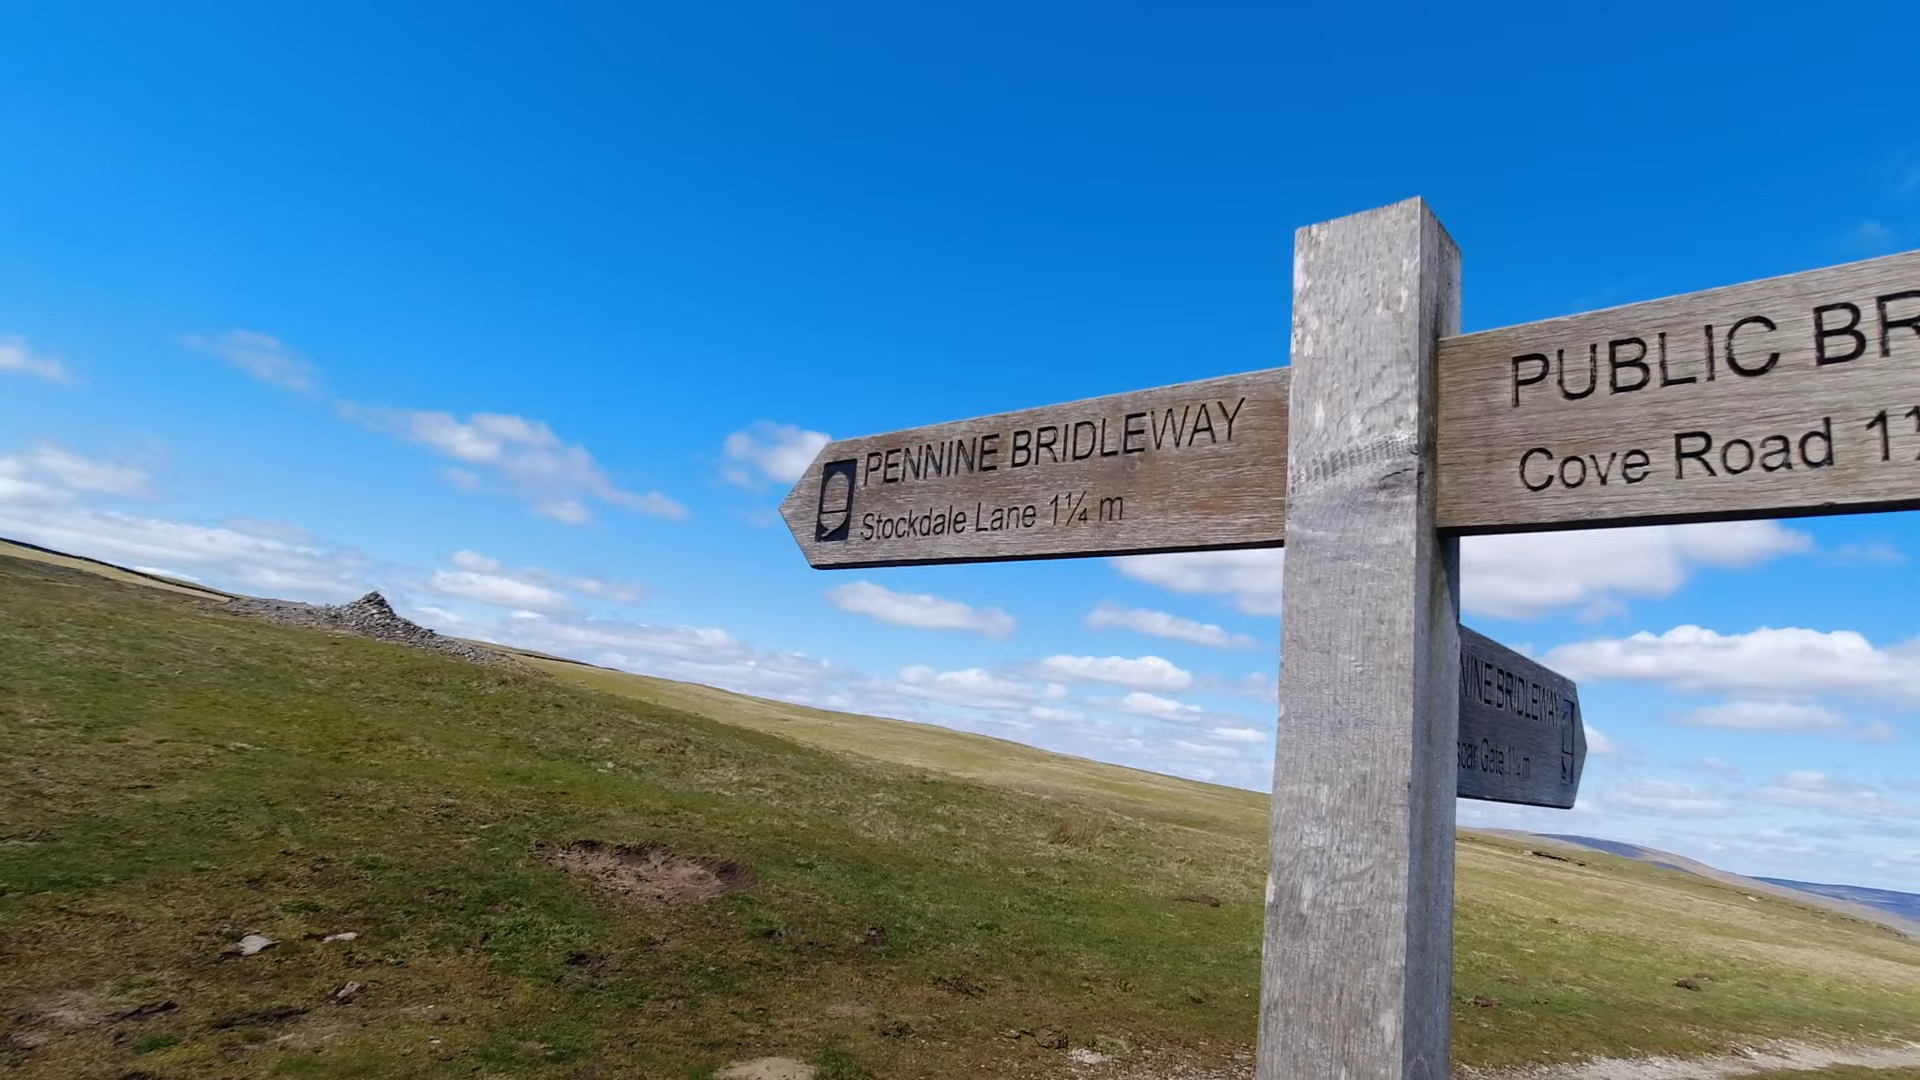 PENNINE BRIDLEWAY
Stockdale Lane 1¼ m
PUBLIC BR
Cove Road 1
NINE BRIDLEWAY
Gate 1¼ m